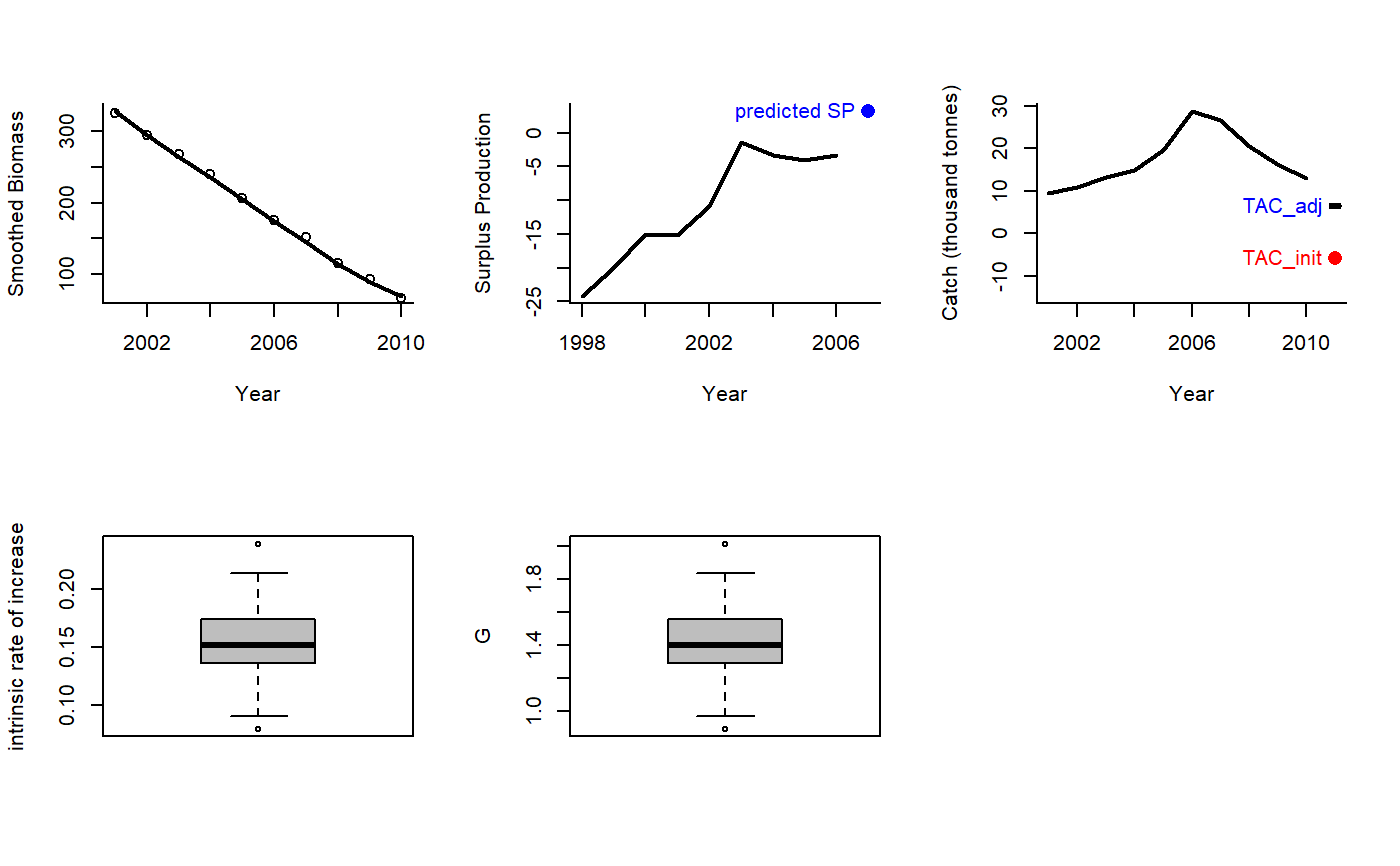 Smoothed Biomass
300
200
100
2002
2006
2010
Year
Surplus Production
0
-5
-15
-25
predicted SP
1998
2002
2006
Year
Catch (thousand tonnes)
30
20
10
0
-10
TAC_adj
TAC_init
2002
2006
2010
Year
intrinsic rate of increase
0.20
0.15
0.10
G
1.8
1.4
1.0